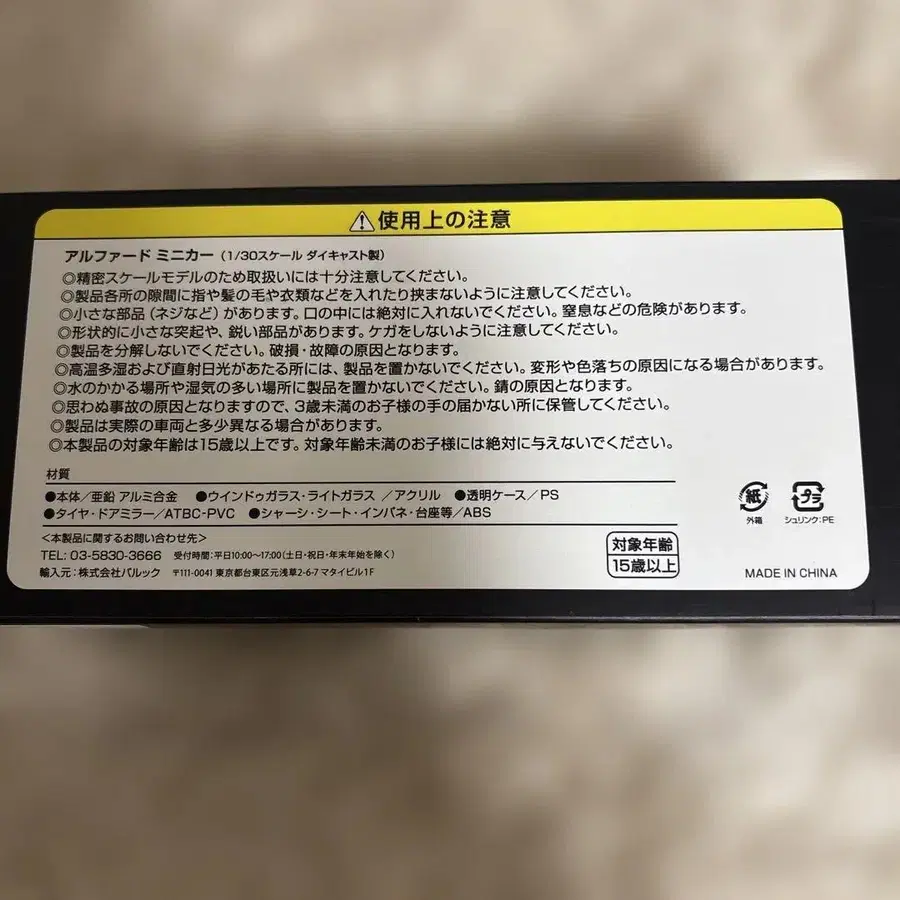 ⚠使用上の注意
アルファード ミニカー（1/30スケール ダイキャスト製）
◎精密スケールモデルのため取扱いには十分注意してください。
◎製品各所の隙間に指や髪の毛や衣類などを入れたり挟まないように注意してください。
◎小さな部品（ネジなど）があります。口の中には絶対に入れないでください。窒息などの危険があります。
◎形状的に小さな突起や、鋭い部品があります。ケガをしないように注意してください。
◎製品を分解しないでください。破損・故障の原因となります。
◎高温多湿および直射日光があたる所には、製品を置かないでください。変形や色落ちの原因になる場合があります。
◎水のかかる場所や湿気の多い場所に製品を置かないでください。錆の原因となります。
◎思わぬ事故の原因となりますので、3歳未満のお子様の手の届かない所に保管してください。
◎製品は実際の車両と多少異なる場合があります。
◎本製品の対象年齢は15歳以上です。対象年齢未満のお子様には絶対に与えないでください。
材質
●本体／亜鉛 アルミ合金 ●ウインドゥガラス・ライトガラス ／アクリル ●透明ケース／PS
●タイヤ・ドアミラー／ATBC-PVC ●シャーシ・シート・インパネ・台座等／ABS
紙
外箱
プラ
シュリンク：PE
＜本製品に関するお問い合わせ先＞
TEL: 03-5830-3666 受付時間：平日10:00〜17:00（土日・祝日・年末年始を除く）
輸入元：株式会社バルック 〒111-0041 東京都台東区元浅草2-6-7 マタイビル1F
対象年齢
15歳以上
MADE IN CHINA